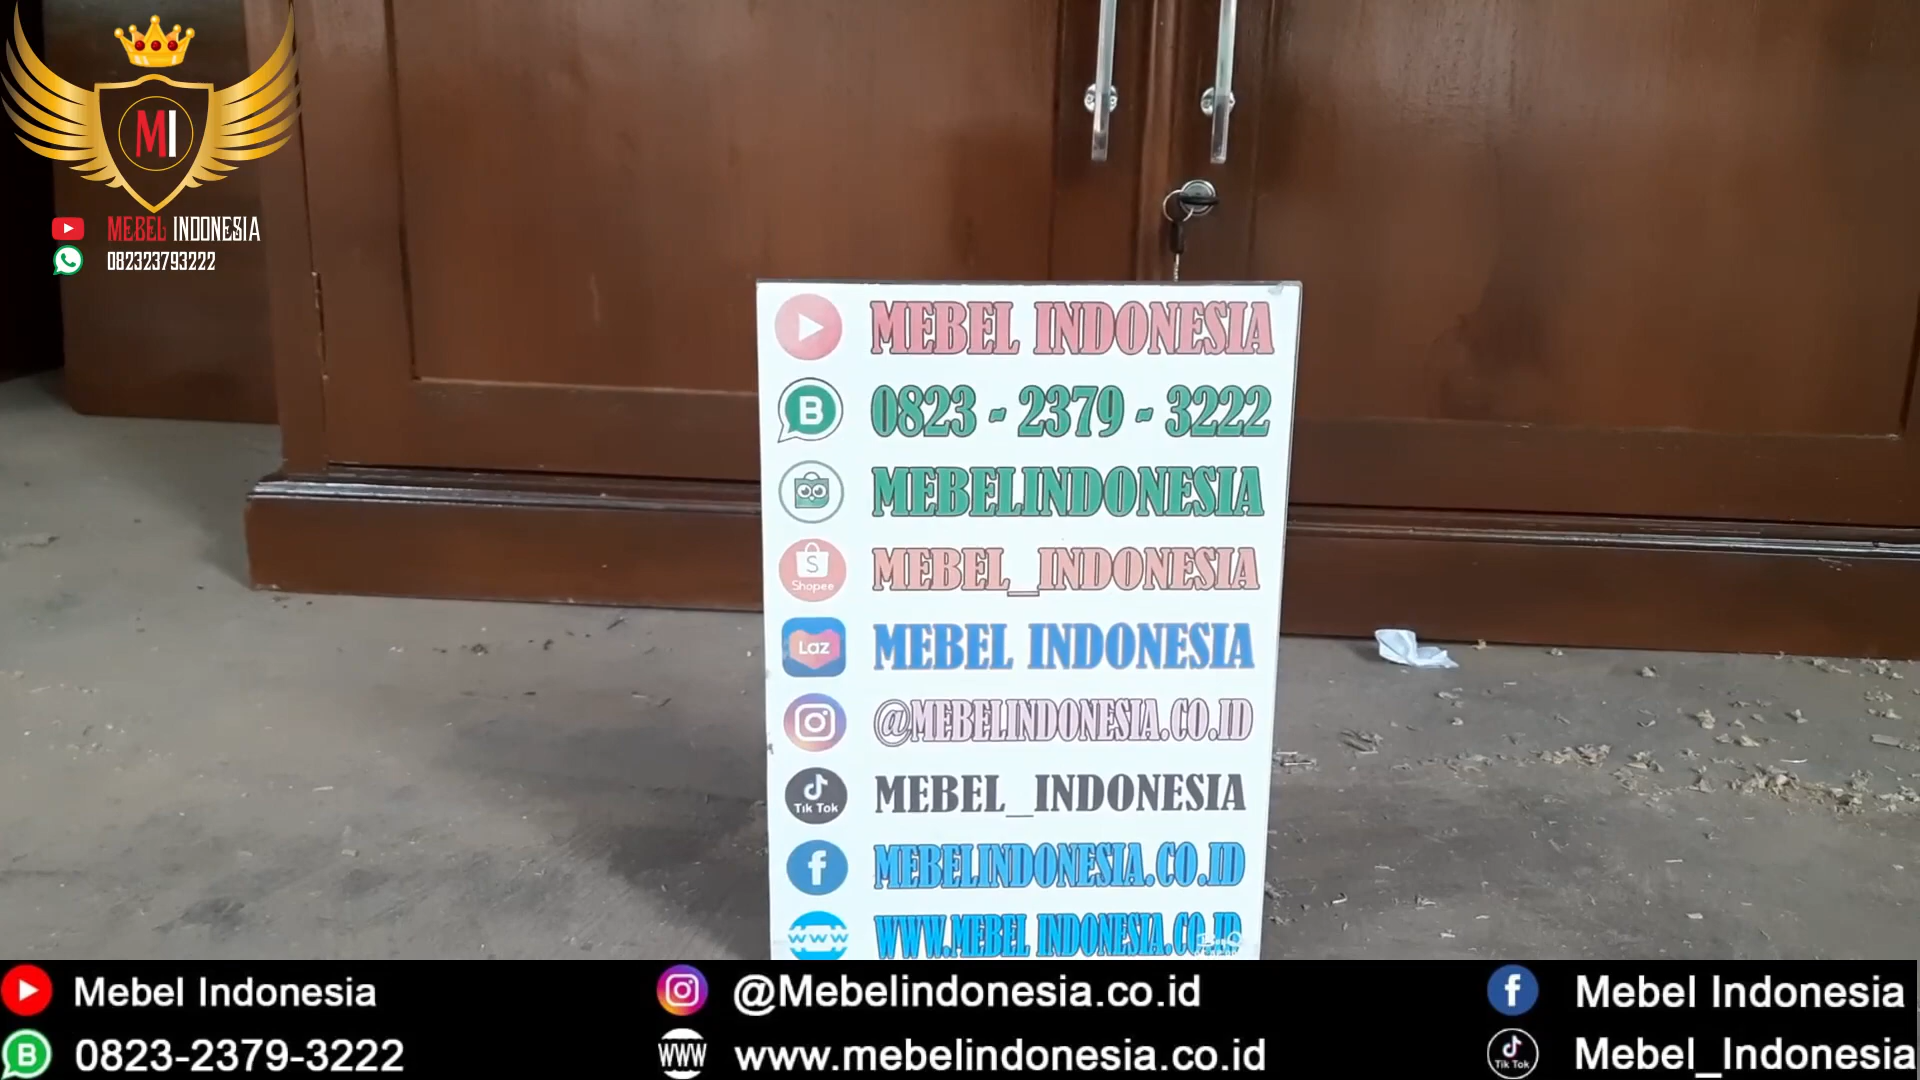 MI
MEBEL INDONESIA
082323793222
MEBEL INDONESIA
B 0823 - 2379 - 3222
MEBELINDONESIA
S Shopee MEBEL_INDONESIA
Laz MEBEL INDONESIA
@MEBELINDONESIA.CO.ID
Tik Tok MEBEL_INDONESIA
f MEBELINDONESIA.CO.ID
www WWW.MEBEL INDONESIA.CO.ID
Mebel Indonesia
@Mebelindonesia.co.id
f Mebel Indonesia
B 0823-2379-3222
WWW www.mebelindonesia.co.id
Tik Tok Mebel_Indonesia